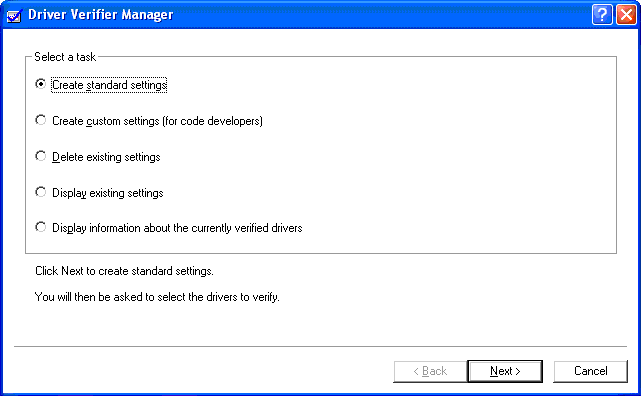 Driver Verifier Manager
Select a task
Create standard settings
Create custom settings (for code developers)
Delete existing settings
Display existing settings
Display information about the currently verified drivers
Click Next to create standard settings.
You will then be asked to select the drivers to verify.
< Back Next > Cancel